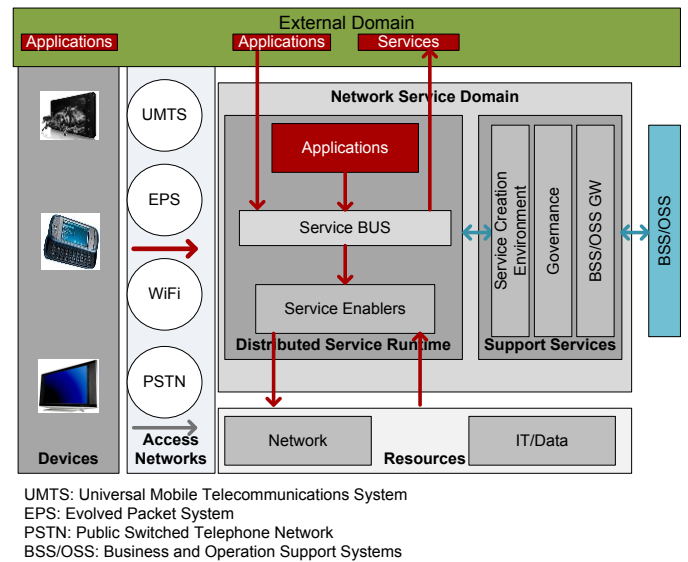 External Domain
Applications
Applications
Services
Network Service Domain
UMTS
EPS
WiFi
PSTN
Applications
Service BUS
Service Enablers
Distributed Service Runtime
Service Creation
Environment
Governance
BSS/OSS GW
Support Services
BSS/OSS
Devices
Access
Networks
Network
Resources
IT/Data
UMTS: Universal Mobile Telecommunications System
EPS: Evolved Packet System
PSTN: Public Switched Telephone Network
BSS/OSS: Business and Operation Support Systems